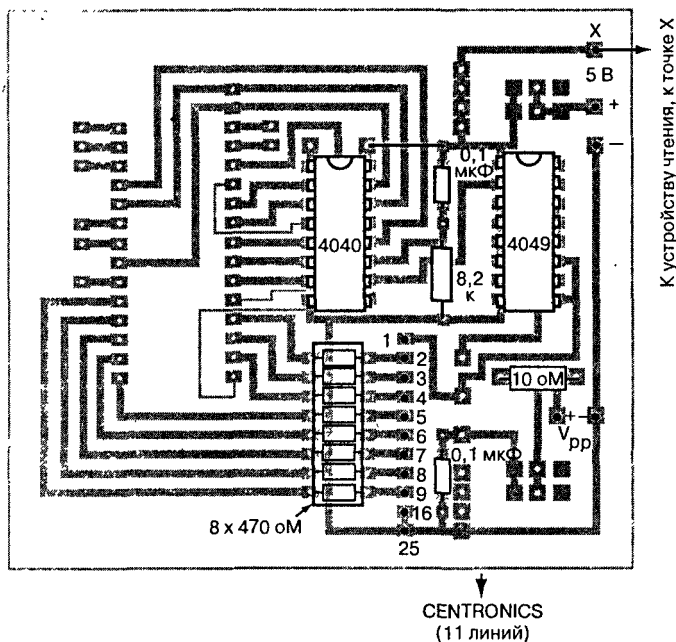 X
5 В
+
−
К устройству чтения, к точке X
0,1
мкФ
4040
4049
8,2
к
1
2
3
4
5
6
7
8
9
16
25
10 оМ
+ −
Vpp
0,1 мкФ
8 x 470 оМ
CENTRONICS
(11 линий)